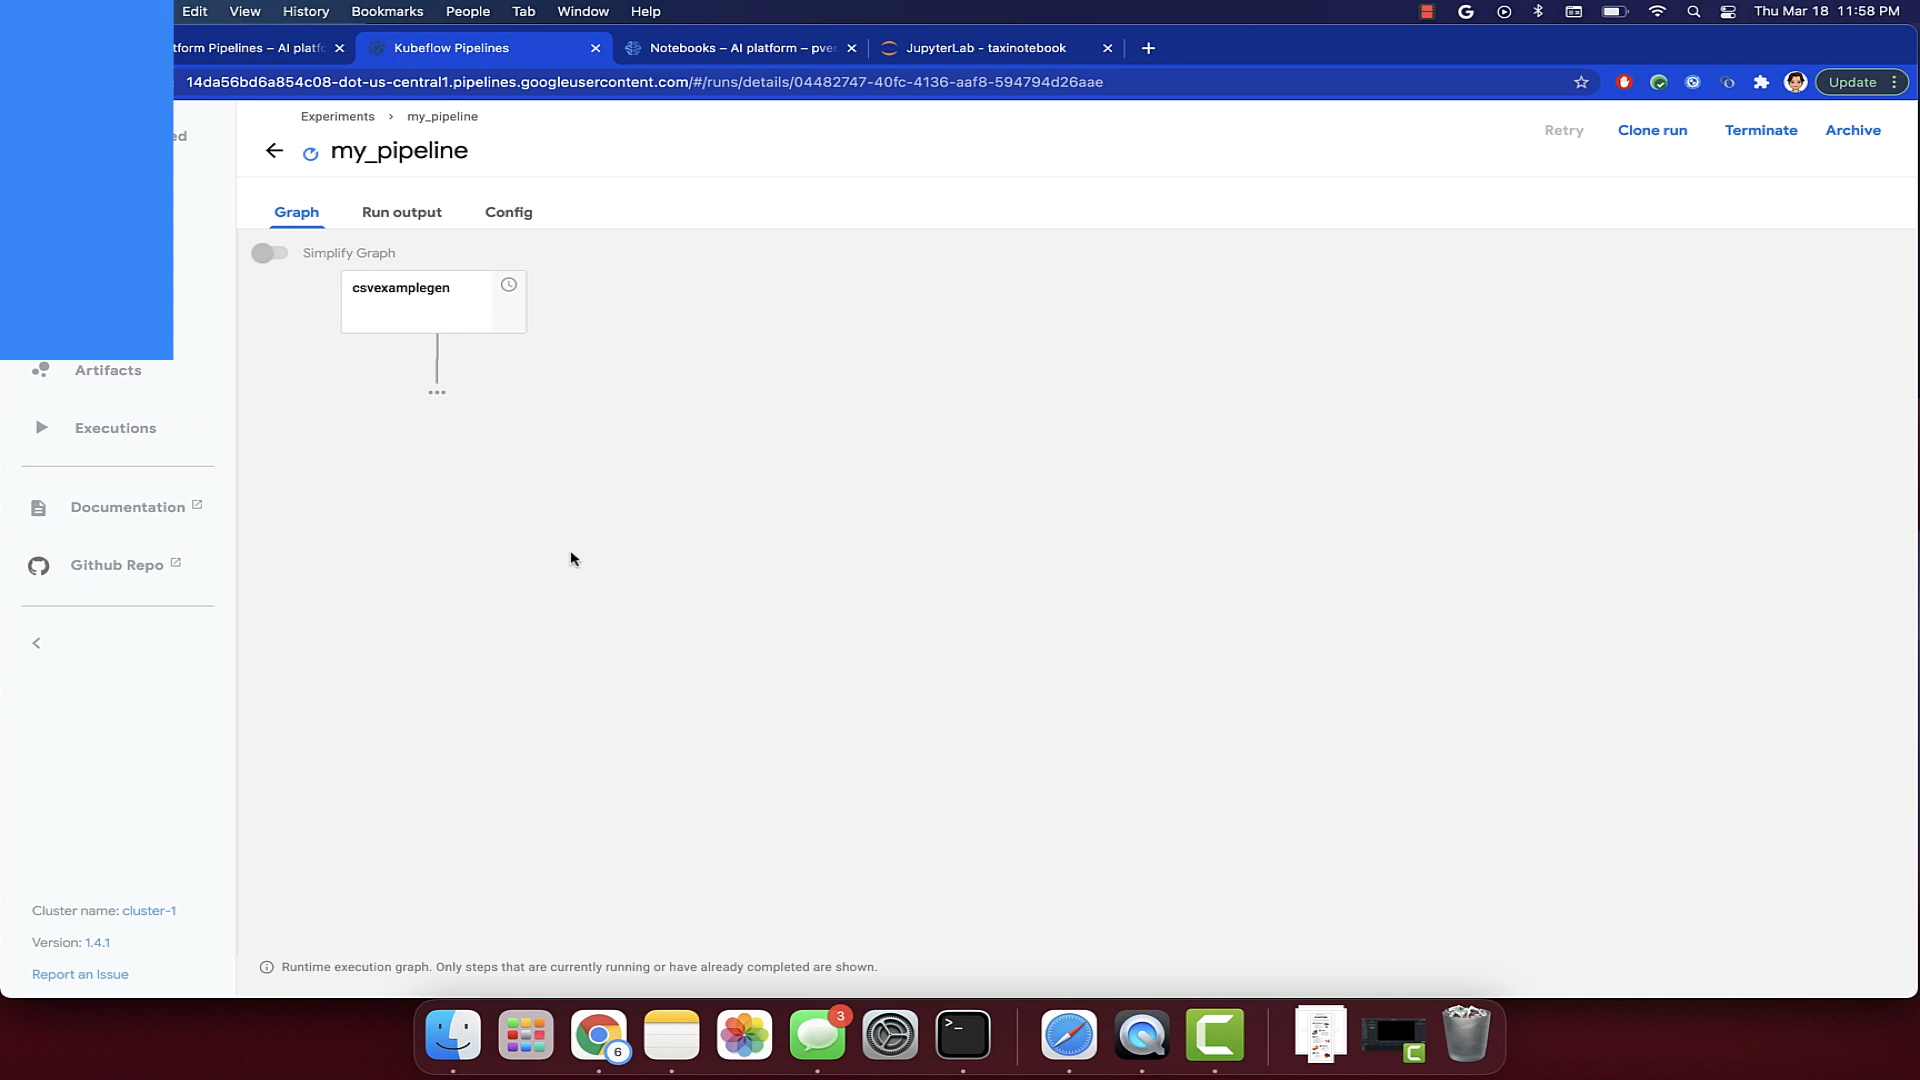 Edit View History Bookmarks People Tab Window Help Thu Mar 18 11:58 PM
tform Pipelines – AI platfo Kubeflow Pipelines Notebooks – AI platform – pver JupyterLab - taxinotebook
14da56bd6a854c08-dot-us-central1.pipelines.googleusercontent.com/#/runs/details/04482747-40fc-4136-aaf8-594794d26aae Update
Experiments › my_pipeline
ed
Retry Clone run Terminate Archive
my_pipeline
Graph Run output Config
Simplify Graph
csvexamplegen
Artifacts
Executions
Documentation
Github Repo
Cluster name: cluster-1
Version: 1.4.1
Report an Issue
Runtime execution graph. Only steps that are currently running or have already completed are shown.
3
6